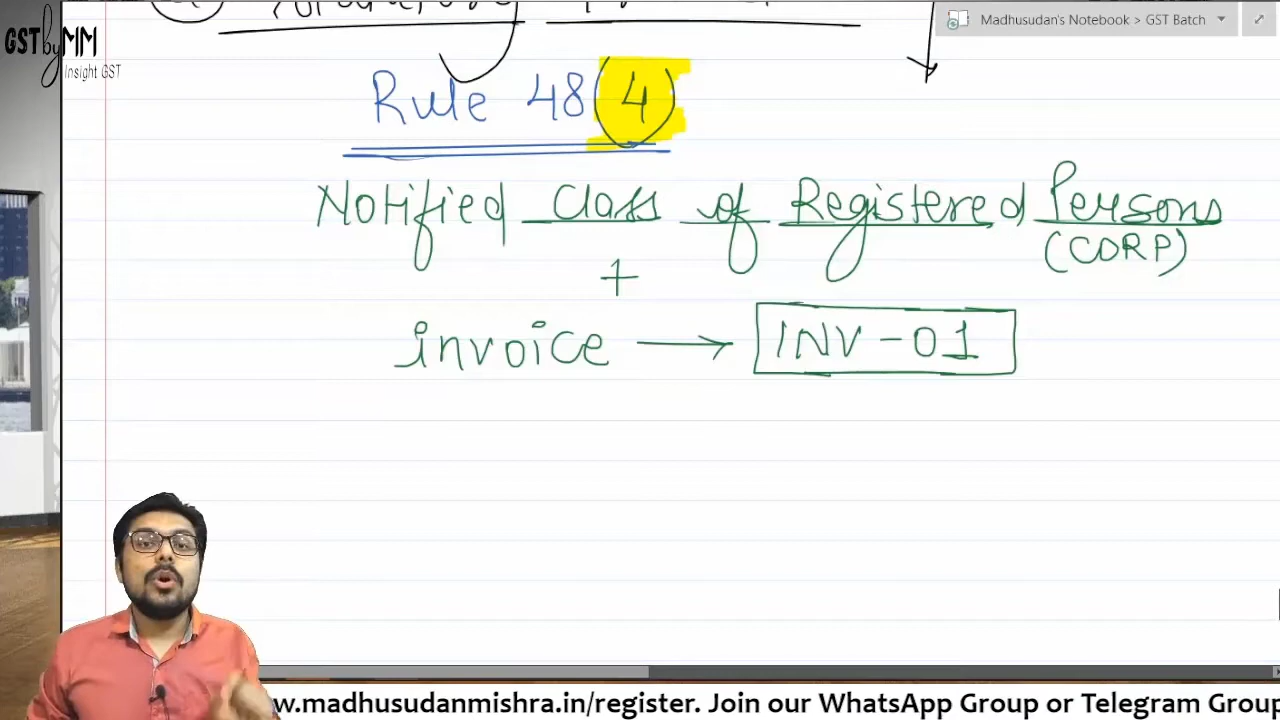 GST by MM
Insight GST
Madhusudan's Notebook > GST Batch
Rule 48(4)
Notified Class of Registered Persons
(CORP)
+
invoice → INV-01
w.madhusudanmishra.in/register. Join our WhatsApp Group or Telegram Group